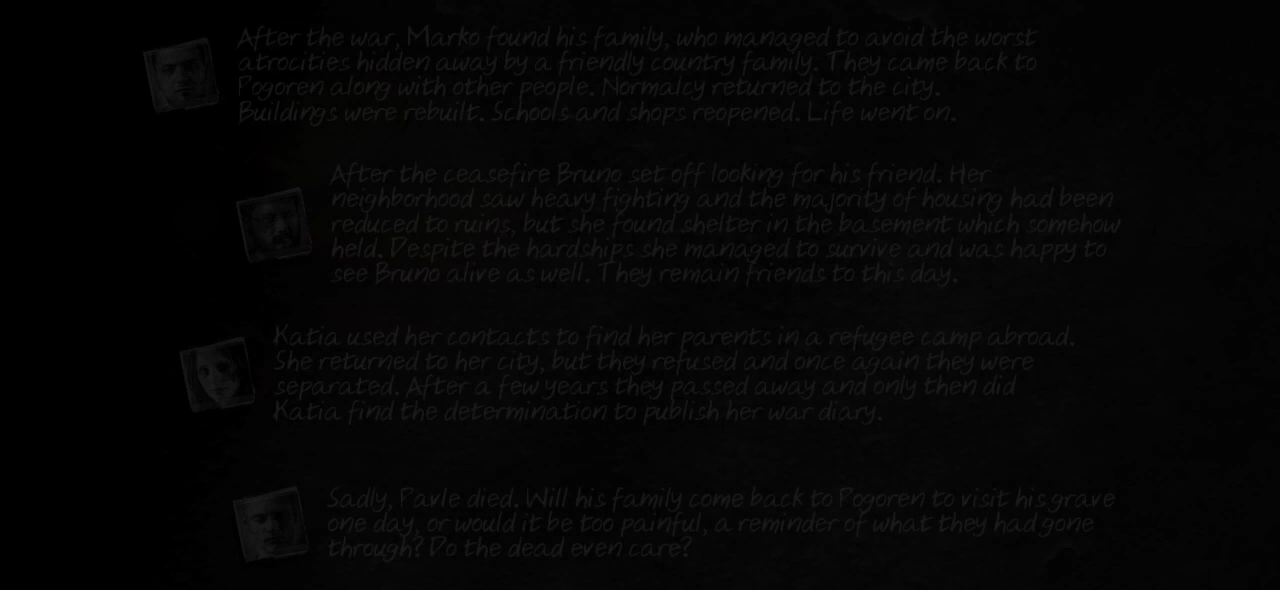 After the war, Marko found his family, who managed to avoid the worst
atrocities hidden away by a friendly country family. They came back to
Pogoren along with other people. Normalcy returned to the city.
Buildings were rebuilt. Schools and shops reopened. Life went on.
After the ceasefire Bruno set off looking for his friend. Her
neighborhood saw heavy fighting and the majority of housing had been
reduced to ruins, but she found shelter in the basement which somehow
held. Despite the hardships she managed to survive and was happy to
see Bruno alive as well. They remain friends to this day.
Katia used her contacts to find her parents in a refugee camp abroad.
She returned to her city, but they refused and once again they were
separated. After a few years they passed away and only then did
Katia find the determination to publish her war diary.
Sadly, Pavle died. Will his family come back to Pogoren to visit his grave
one day, or would it be too painful, a reminder of what they had gone
through? Do the dead even care?